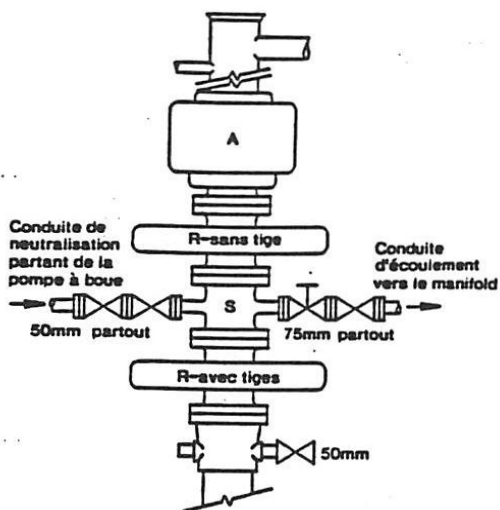 A
R-sans tige
Conduite de
neutralisation
partant de la
pompe à boue
50mm partout
S
Conduite
d'écoulement
vers le manifold
75mm partout
R-avec tiges
50mm